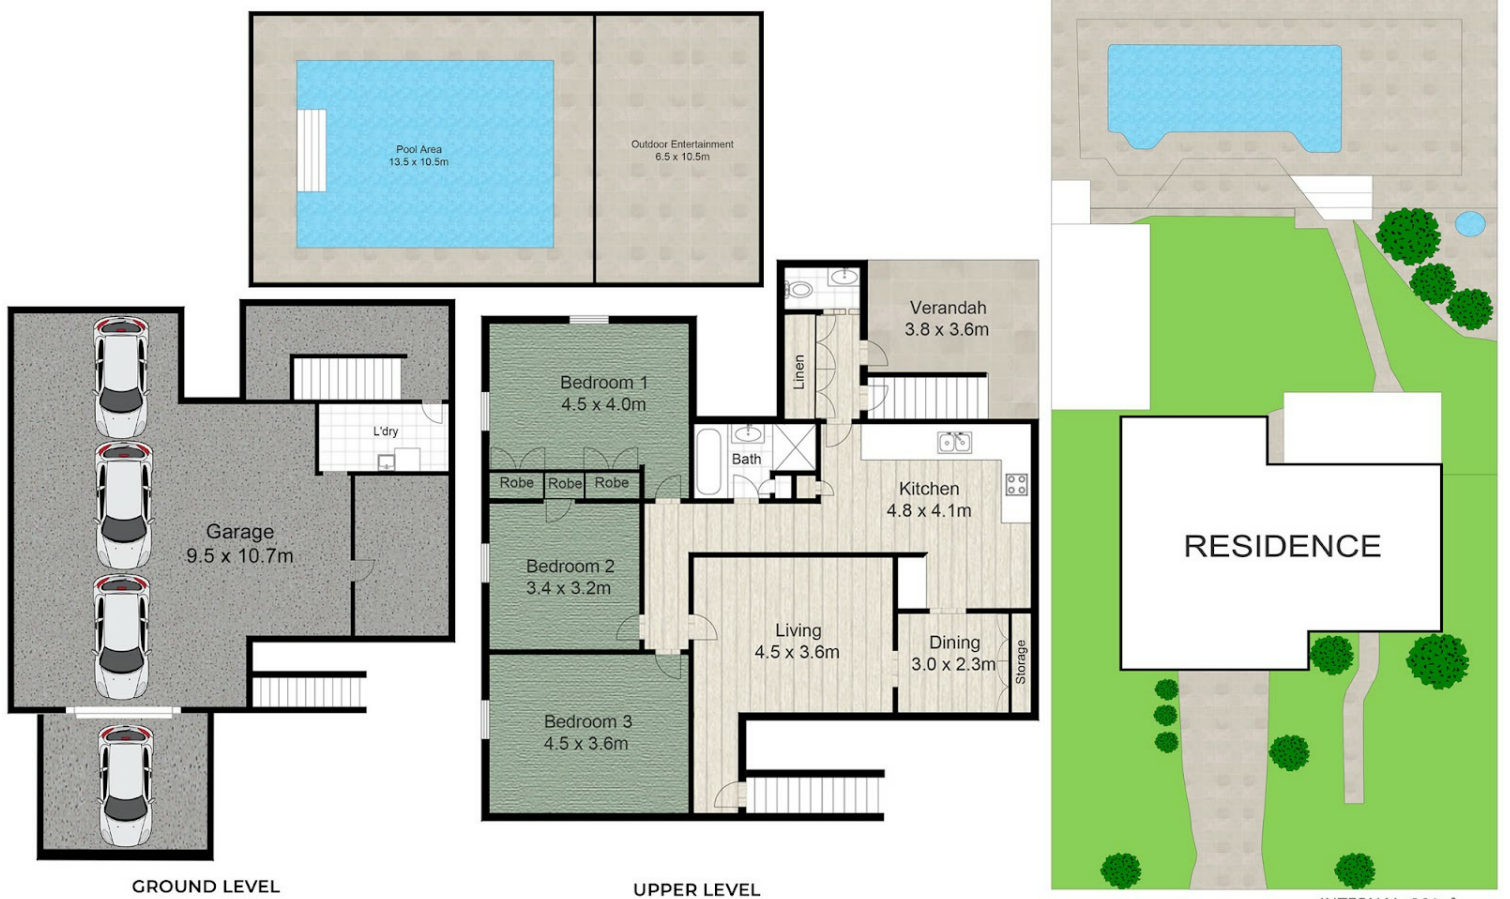 Pool Area
13.5 x 10.5m
Outdoor Entertainment
6.5 x 10.5m
L'dry
Garage
9.5 x 10.7m
GROUND LEVEL
Verandah
3.8 x 3.6m
Linen
Bedroom 1
4.5 x 4.0m
Robe
Robe
Robe
Bath
Kitchen
4.8 x 4.1m
Bedroom 2
3.4 x 3.2m
Living
4.5 x 3.6m
Dining
3.0 x 2.3m
Storage
Bedroom 3
4.5 x 3.6m
UPPER LEVEL
RESIDENCE